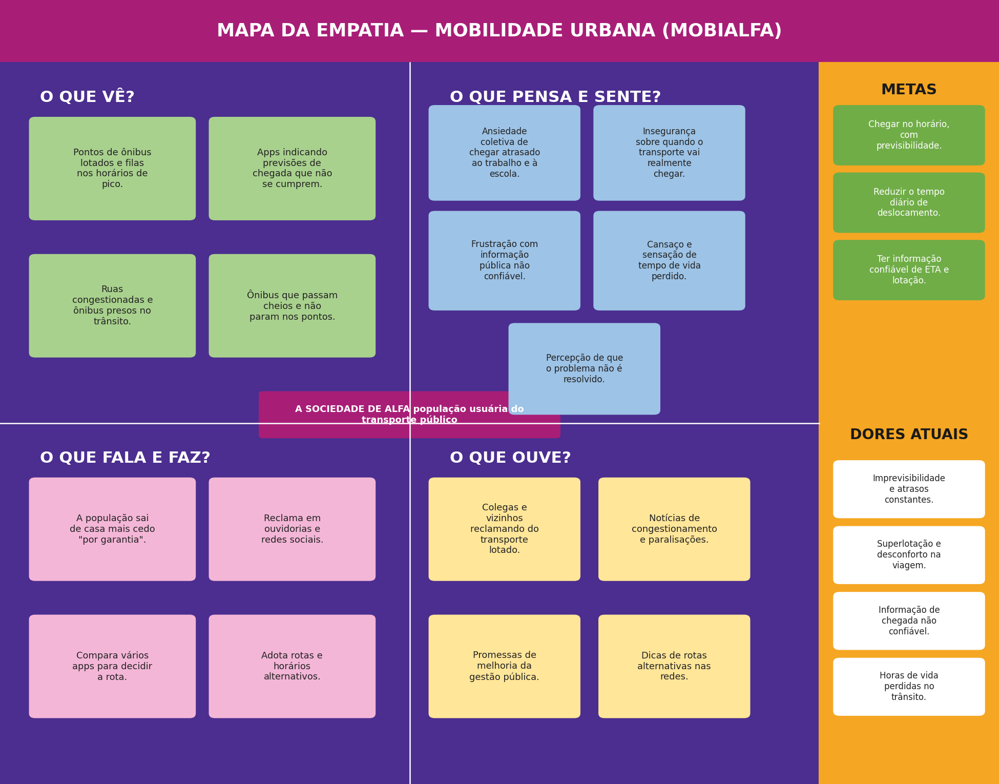 MAPA DA EMPATIA — MOBILIDADE URBANA (MOBIALFA)
O QUE VÊ?
Pontos de ônibus
lotados e filas
nos horários de
pico.
Apps indicando
previsões de
chegada que não
se cumprem.
Ruas
congestionadas e
ônibus presos no
trânsito.
Ônibus que passam
cheios e não
param nos pontos.
O QUE PENSA E SENTE?
Ansiedade
coletiva de
chegar atrasado
ao trabalho e à
escola.
Insegurança
sobre quando o
transporte vai
realmente
chegar.
Frustração com
informação
pública não
confiável.
Cansaço e
sensação de
tempo de vida
perdido.
Percepção de que
o problema não é
resolvido.
METAS
Chegar no horário,
com
previsibilidade.
Reduzir o tempo
diário de
deslocamento.
Ter informação
confiável de ETA e
lotação.
A SOCIEDADE DE ALFA população usuária do
transporte público
O QUE FALA E FAZ?
A população sai
de casa mais cedo
"por garantia".
Reclama em
ouvidorias e
redes sociais.
Compara vários
apps para decidir
a rota.
Adota rotas e
horários
alternativos.
O QUE OUVE?
Colegas e
vizinhos
reclamando do
transporte
lotado.
Notícias de
congestionamento
e paralisações.
Promessas de
melhoria da
gestão pública.
Dicas de rotas
alternativas nas
redes.
DORES ATUAIS
Imprevisibilidade
e atrasos
constantes.
Superlotação e
desconforto na
viagem.
Informação de
chegada não
confiável.
Horas de vida
perdidas no
trânsito.